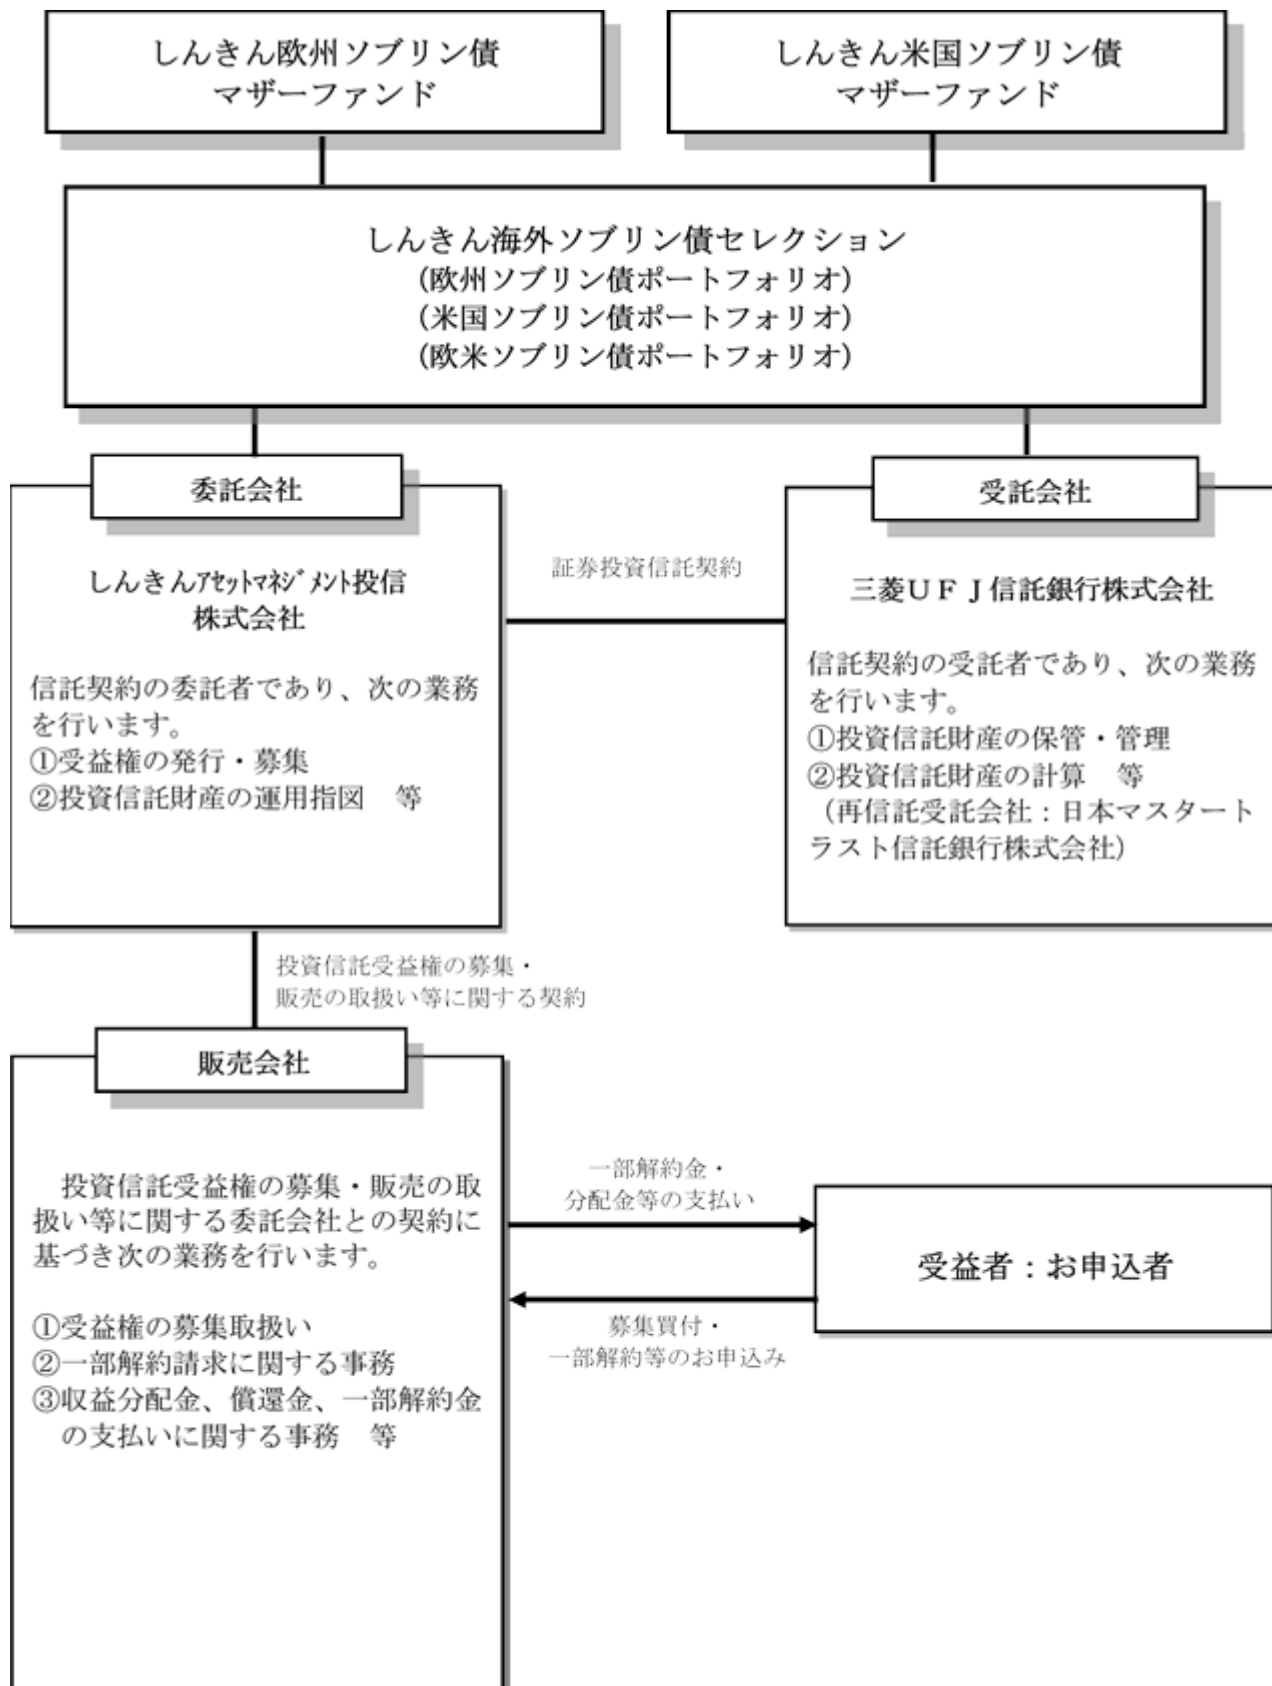 しんきん欧州ソブリン債
マザーファンド
しんきん米国ソブリン債
マザーファンド
しんきん海外ソブリン債セレクション
（欧州ソブリン債ポートフォリオ）
（米国ソブリン債ポートフォリオ）
（欧米ソブリン債ポートフォリオ）
委託会社
しんきんｱｾｯﾄﾏﾈｼﾞﾒﾝﾄ投信
株式会社
信託契約の委託者であり、次の業務
を行います。
①受益権の発行・募集
②投資信託財産の運用指図　等
証券投資信託契約
受託会社
三菱ＵＦＪ信託銀行株式会社
信託契約の受託者であり、次の業務
を行います。
①投資信託財産の保管・管理
②投資信託財産の計算　等
（再信託受託会社：日本マスタート
ラスト信託銀行株式会社）
投資信託受益権の募集・
販売の取扱い等に関する契約
販売会社
投資信託受益権の募集・販売の取
扱い等に関する委託会社との契約に
基づき次の業務を行います。
①受益権の募集取扱い
②一部解約請求に関する事務
③収益分配金、償還金、一部解約金
の支払いに関する事務　等
一部解約金・
分配金等の支払い
募集買付・
一部解約等のお申込み
受益者：お申込者